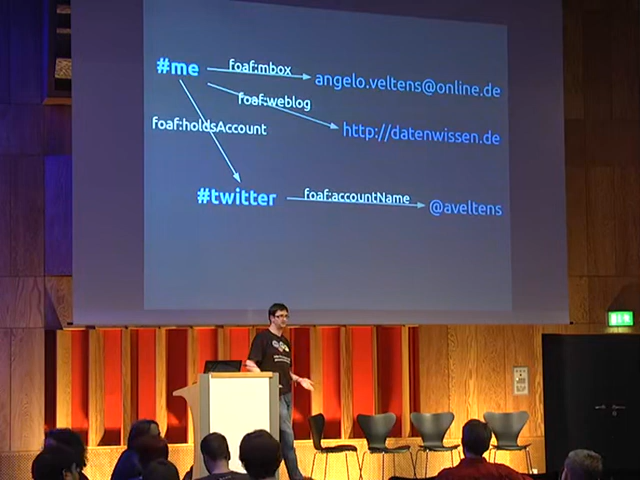 #me
foaf:mbox
angelo.veltens@online.de
foaf:weblog
http://datenwissen.de
foaf:holdsAccount
#twitter
foaf:accountName
@aveltens